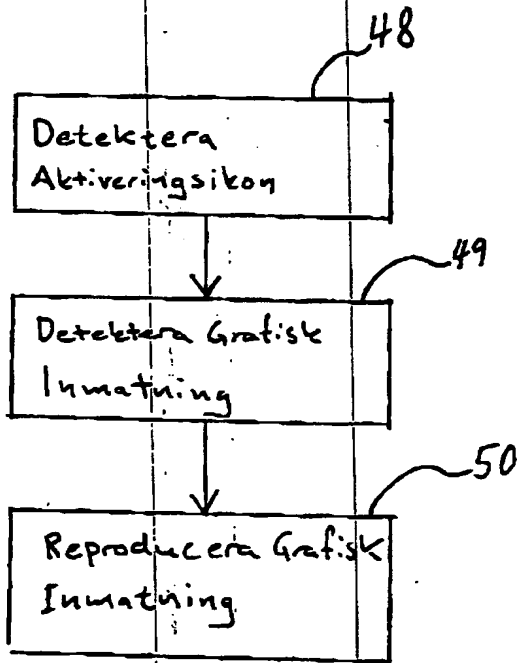 48
Detektera
Aktiveringsikon
49
Detektera Grafisk
Inmatning
50
Reproducera Grafisk
Inmatning